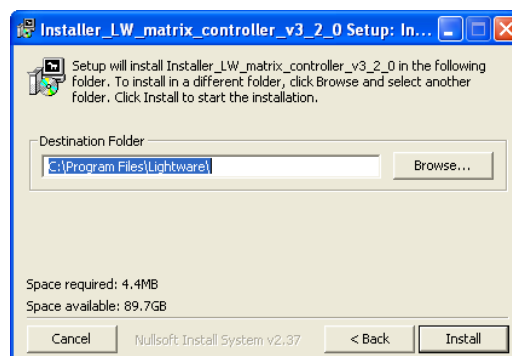 Installer_LW_matrix_controller_v3_2_0 Setup: In...
Setup will install Installer_LW_matrix_controller_v3_2_0 in the following
folder. To install in a different folder, click Browse and select another
folder. Click Install to start the installation.
Destination Folder
C:\Program Files\Lightware\
Browse...
Space required: 4.4MB
Space available: 89.7GB
Cancel
Nullsoft Install System v2.37
< Back
Install